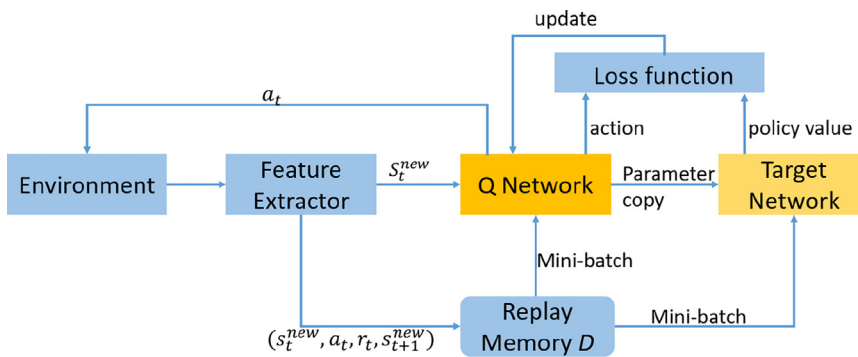 update
Loss function
a_t
action
policy value
Environment
Feature
Extractor
S_t^{new}
Q Network
Parameter
copy
Target
Network
Mini-batch
Replay
Memory D
Mini-batch
(s_t^{new}, a_t, r_t, s_{t+1}^{new})